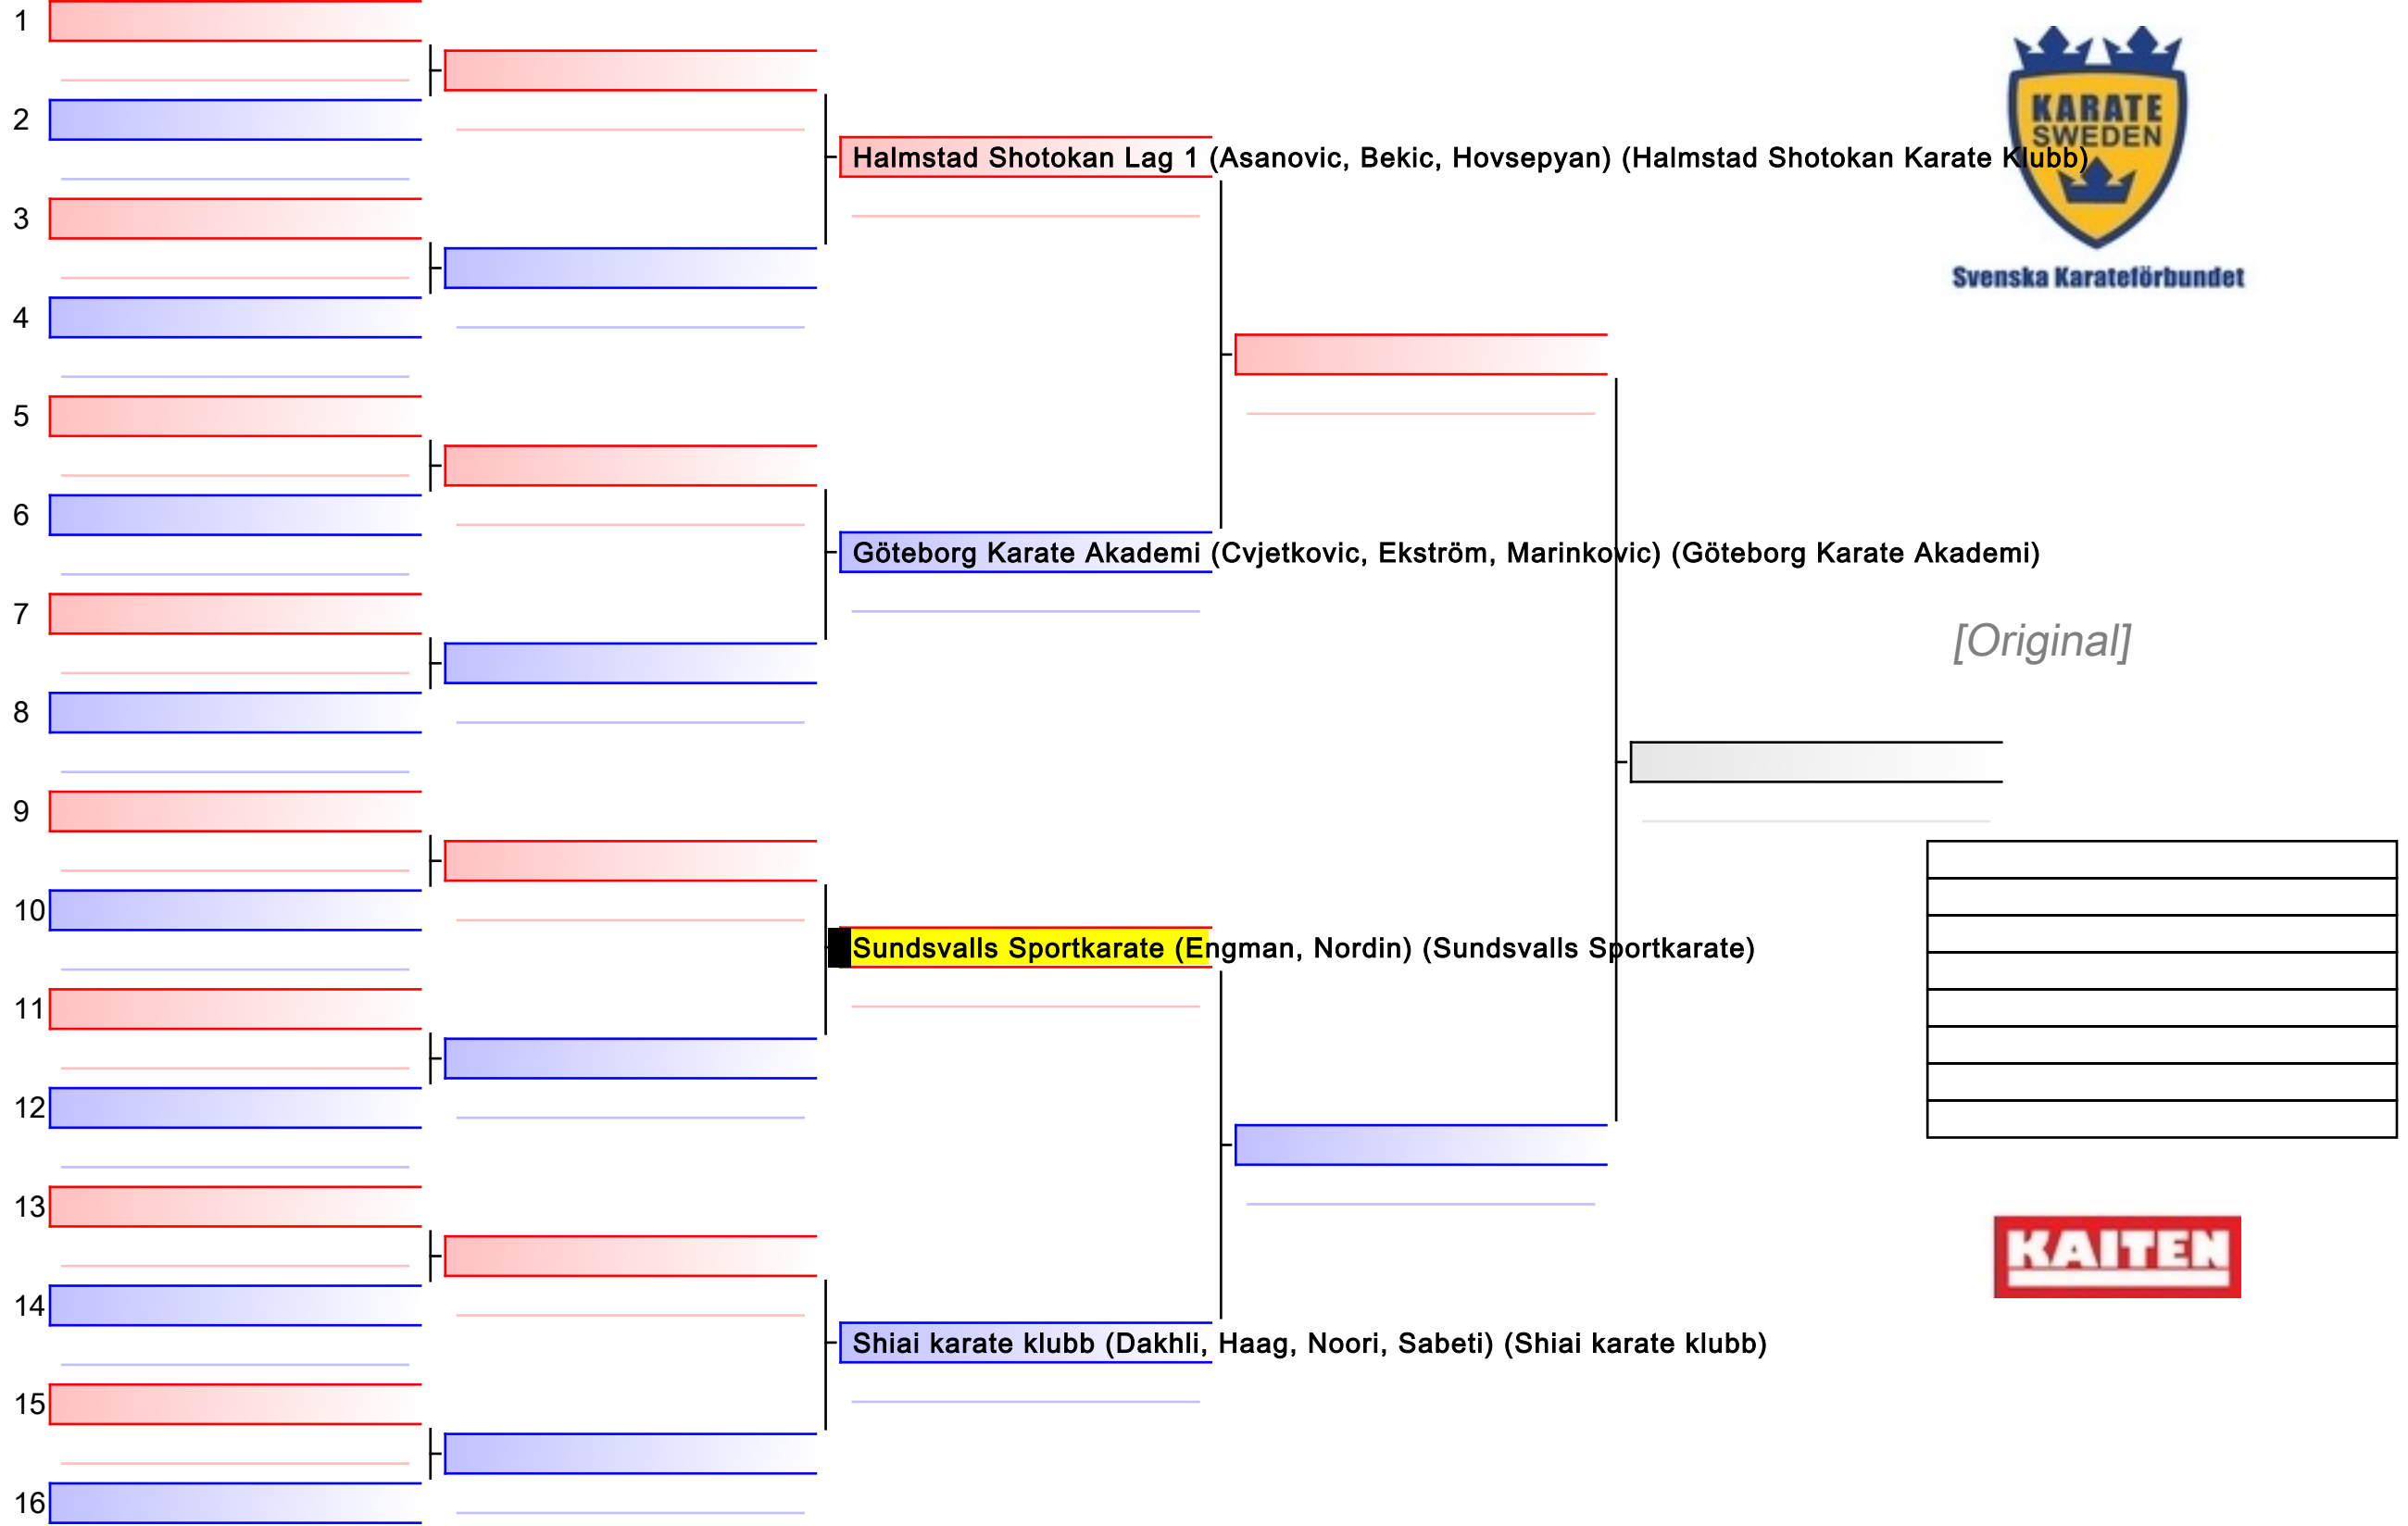 1
2
KARATE
SWEDEN
Halmstad Shotokan Lag 1 (Asanovic, Bekic, Hovsepyan) (Halmstad Shotokan Karate Klubb)
3
Svenska Karateförbundet
4
5
6
Göteborg Karate Akademi (Cvjetkovic, Ekström, Marinkovic) (Göteborg Karate Akademi)
7
[Original]
8
9
10
Sundsvalls Sportkarate (Engman, Nordin) (Sundsvalls Sportkarate)
11
12
13
KAITEN
14
Shiai karate klubb (Dakhli, Haag, Noori, Sabeti) (Shiai karate klubb)
15
16